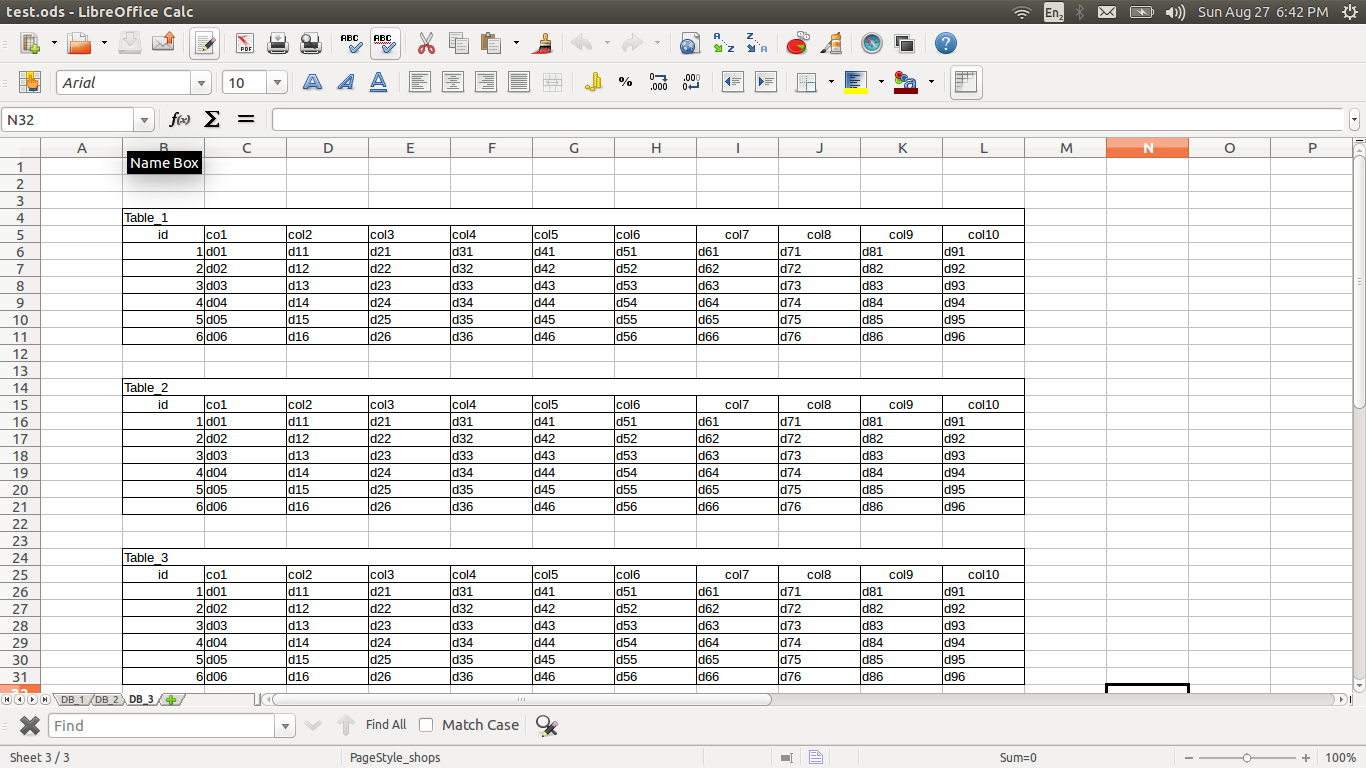 test.ods - LibreOffice Calc En2 Sun Aug 27 6:42 PM
ABC ABC
Arial 10
N32 f(x) Σ =
A B C D E F G H I J K L M N O P
Name Box
1
2
3
4 Table_1
5 id co1 col2 col3 col4 col5 col6 col7 col8 col9 col10
6 1 d01 d11 d21 d31 d41 d51 d61 d71 d81 d91
7 2 d02 d12 d22 d32 d42 d52 d62 d72 d82 d92
8 3 d03 d13 d23 d33 d43 d53 d63 d73 d83 d93
9 4 d04 d14 d24 d34 d44 d54 d64 d74 d84 d94
10 5 d05 d15 d25 d35 d45 d55 d65 d75 d85 d95
11 6 d06 d16 d26 d36 d46 d56 d66 d76 d86 d96
12
13
14 Table_2
15 id co1 col2 col3 col4 col5 col6 col7 col8 col9 col10
16 1 d01 d11 d21 d31 d41 d51 d61 d71 d81 d91
17 2 d02 d12 d22 d32 d42 d52 d62 d72 d82 d92
18 3 d03 d13 d23 d33 d43 d53 d63 d73 d83 d93
19 4 d04 d14 d24 d34 d44 d54 d64 d74 d84 d94
20 5 d05 d15 d25 d35 d45 d55 d65 d75 d85 d95
21 6 d06 d16 d26 d36 d46 d56 d66 d76 d86 d96
22
23
24 Table_3
25 id co1 col2 col3 col4 col5 col6 col7 col8 col9 col10
26 1 d01 d11 d21 d31 d41 d51 d61 d71 d81 d91
27 2 d02 d12 d22 d32 d42 d52 d62 d72 d82 d92
28 3 d03 d13 d23 d33 d43 d53 d63 d73 d83 d93
29 4 d04 d14 d24 d34 d44 d54 d64 d74 d84 d94
30 5 d05 d15 d25 d35 d45 d55 d65 d75 d85 d95
31 6 d06 d16 d26 d36 d46 d56 d66 d76 d86 d96
32
DB_1 DB_2 DB_3
Find Find All Match Case
Sheet 3 / 3 PageStyle_shops Sum=0 100%